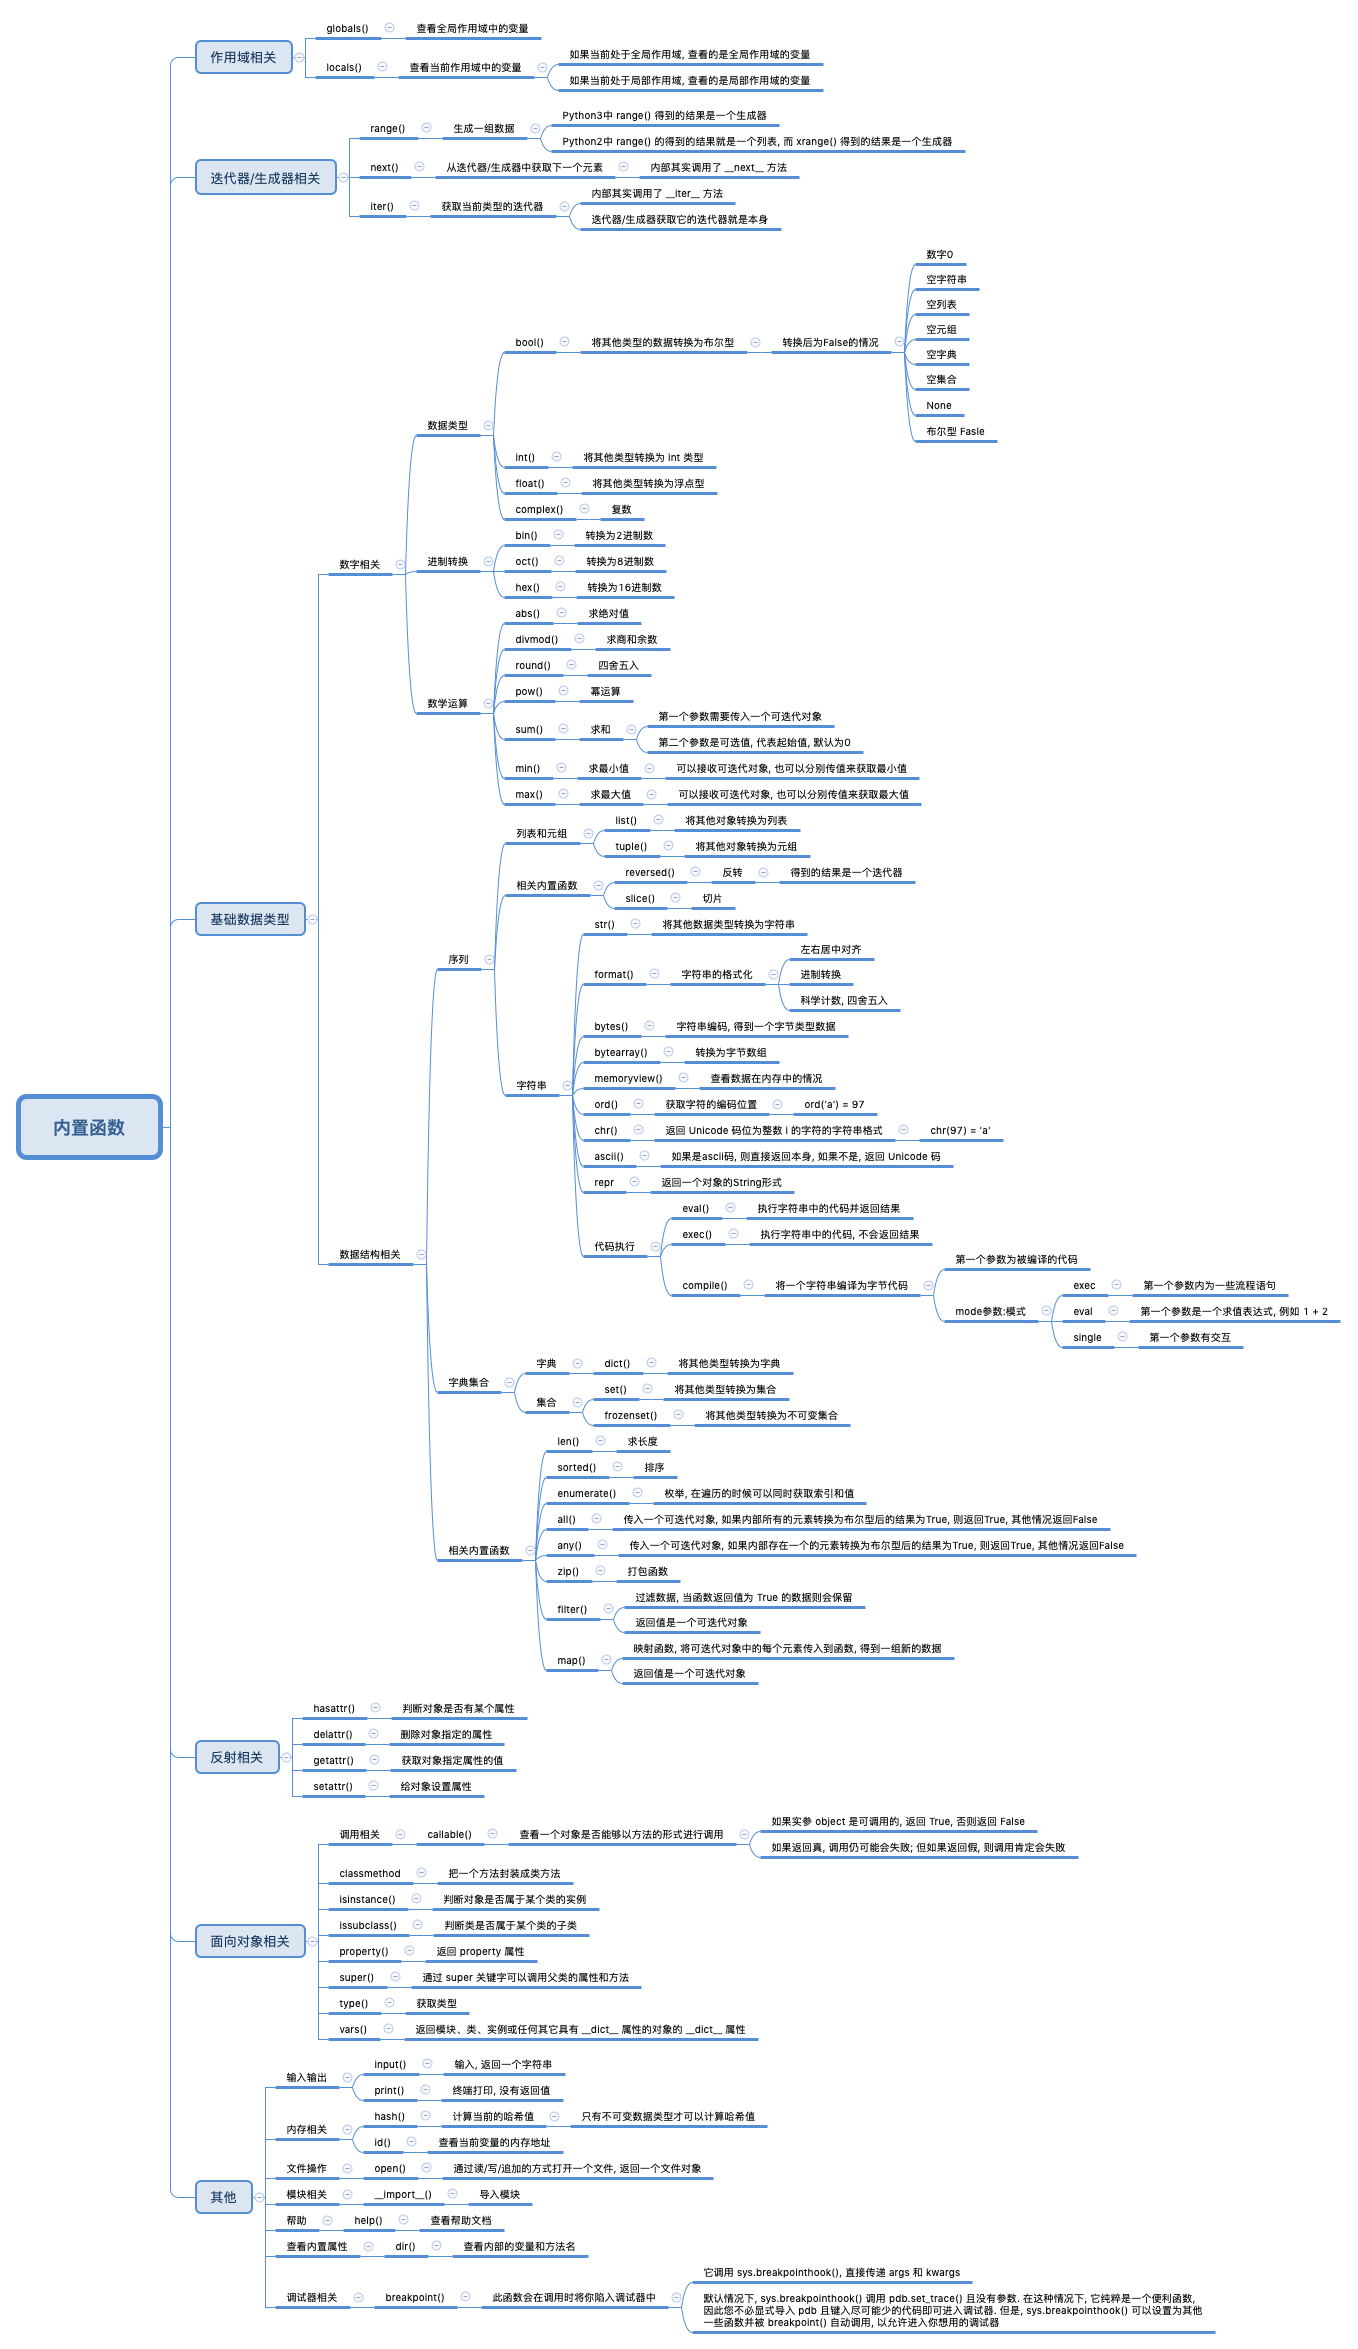 内置函数
作用域相关
globals()
查看全局作用域中的变量
locals()
查看当前作用域中的变量
如果当前处于全局作用域, 查看的是全局作用域的变量
如果当前处于局部作用域, 查看的是局部作用域的变量
迭代器/生成器相关
range()
生成一组数据
Python3中 range() 得到的结果是一个生成器
Python2中 range() 的得到的结果就是一个列表, 而 xrange() 得到的结果是一个生成器
next()
从迭代器/生成器中获取下一个元素
内部其实调用了 __next__ 方法
iter()
获取当前类型的迭代器
内部其实调用了 __iter__ 方法
迭代器/生成器获取它的迭代器就是本身
基础数据类型
数字相关
数据类型
bool()
将其他类型的数据转换为布尔型
转换后为False的情况
数字0
空字符串
空列表
空元组
空字典
空集合
None
布尔型 Fasle
int()
将其他类型转换为 int 类型
float()
将其他类型转换为浮点型
complex()
复数
进制转换
bin()
转换为2进制数
oct()
转换为8进制数
hex()
转换为16进制数
数学运算
abs()
求绝对值
divmod()
求商和余数
round()
四舍五入
pow()
幂运算
sum()
求和
第一个参数需要传入一个可迭代对象
第二个参数是可选值, 代表起始值, 默认为0
min()
求最小值
可以接收可迭代对象, 也可以分别传值来获取最小值
max()
求最大值
可以接收可迭代对象, 也可以分别传值来获取最大值
数据结构相关
序列
列表和元组
list()
将其他对象转换为列表
tuple()
将其他对象转换为元组
相关内置函数
reversed()
反转
得到的结果是一个迭代器
slice()
切片
字符串
str()
将其他数据类型转换为字符串
format()
字符串的格式化
左右居中对齐
进制转换
科学计数, 四舍五入
bytes()
字符串编码, 得到一个字节类型数据
bytearray()
转换为字节数组
memoryview()
查看数据在内存中的情况
ord()
获取字符的编码位置
ord('a') = 97
chr()
返回 Unicode 码位为整数 i 的字符的字符串格式
chr(97) = 'a'
ascii()
如果是ascii码, 则直接返回本身, 如果不是, 返回 Unicode 码
repr
返回一个对象的String形式
代码执行
eval()
执行字符串中的代码并返回结果
exec()
执行字符串中的代码, 不会返回结果
compile()
将一个字符串编译为字节代码
第一个参数为被编译的代码
mode参数:模式
exec
第一个参数内为一些流程语句
eval
第一个参数是一个求值表达式, 例如 1 + 2
single
第一个参数有交互
字典集合
字典
dict()
将其他类型转换为字典
集合
set()
将其他类型转换为集合
frozenset()
将其他类型转换为不可变集合
相关内置函数
len()
求长度
sorted()
排序
enumerate()
枚举, 在遍历的时候可以同时获取索引和值
all()
传入一个可迭代对象, 如果内部所有的元素转换为布尔型后的结果为True, 则返回True, 其他情况返回False
any()
传入一个可迭代对象, 如果内部存在一个的元素转换为布尔型后的结果为True, 则返回True, 其他情况返回False
zip()
打包函数
filter()
过滤数据, 当函数返回值为 True 的数据则会保留
返回值是一个可迭代对象
map()
映射函数, 将可迭代对象中的每个元素传入到函数, 得到一组新的数据
返回值是一个可迭代对象
反射相关
hasattr()
判断对象是否有某个属性
delattr()
删除对象指定的属性
getattr()
获取对象指定属性的值
setattr()
给对象设置属性
面向对象相关
调用相关
callable()
查看一个对象是否能够以方法的形式进行调用
如果实参 object 是可调用的, 返回 True, 否则返回 False
如果返回真, 调用仍可能会失败; 但如果返回假, 则调用肯定会失败
classmethod
把一个方法封装成类方法
isinstance()
判断对象是否属于某个类的实例
issubclass()
判断类是否属于某个类的子类
property()
返回 property 属性
super()
通过 super 关键字可以调用父类的属性和方法
type()
获取类型
vars()
返回模块、类、实例或任何其它具有 __dict__ 属性的对象的 __dict__ 属性
其他
输入输出
input()
输入, 返回一个字符串
print()
终端打印, 没有返回值
内存相关
hash()
计算当前的哈希值
只有不可变数据类型才可以计算哈希值
id()
查看当前变量的内存地址
文件操作
open()
通过读/写/追加的方式打开一个文件, 返回一个文件对象
模块相关
__import__()
导入模块
帮助
help()
查看帮助文档
查看内置属性
dir()
查看内部的变量和方法名
调试器相关
breakpoint()
此函数会在调用时将你陷入调试器中
它调用 sys.breakpointhook(), 直接传递 args 和 kwargs
默认情况下, sys.breakpointhook() 调用 pdb.set_trace() 且没有参数. 在这种情况下, 它纯粹是一个便利函数,
因此您不必显式导入 pdb 且键入尽可能少的代码即可进入调试器. 但是, sys.breakpointhook() 可以设置为其他
一些函数并被 breakpoint() 自动调用, 以允许进入你想用的调试器